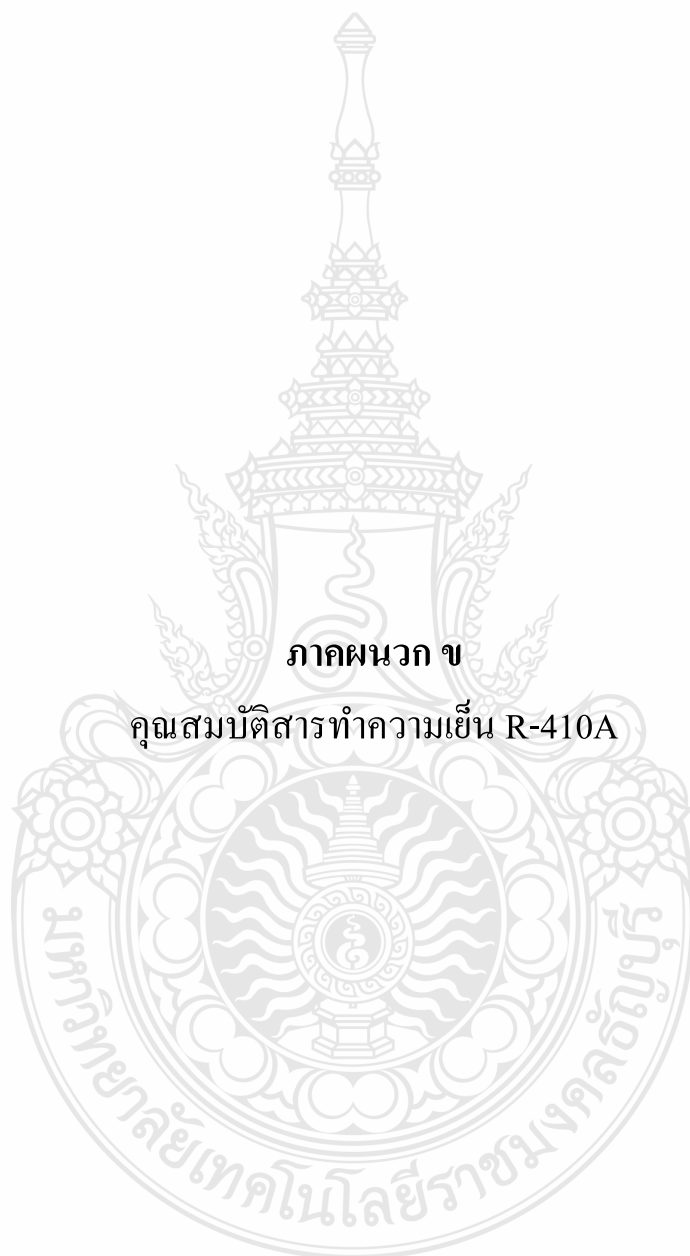 ภาคผนวก ข
คุณสมบัติสารทำความเย็น R-410A
มหาวิทยาลัยเทคโนโลยีราชมงคลธัญบุรี